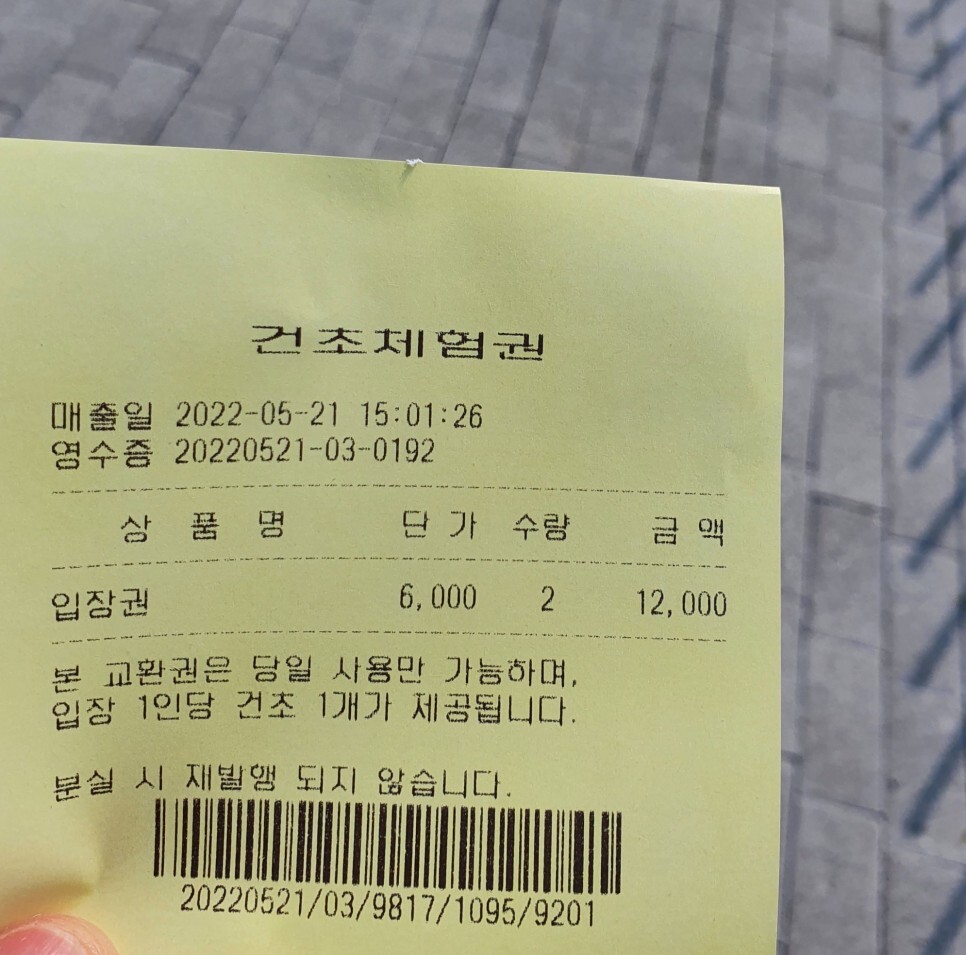 건초체험권
매출일 2022-05-21 15:01:26
영수증 20220521-03-0192
상 품 명 단 가 수량 금 액
입장권 6,000 2 12,000
본 교환권은 당일 사용만 가능하며,
입장 1인당 건초 1개가 제공됩니다.
분실 시 재발행 되지 않습니다.
20220521/03/9817/1095/9201